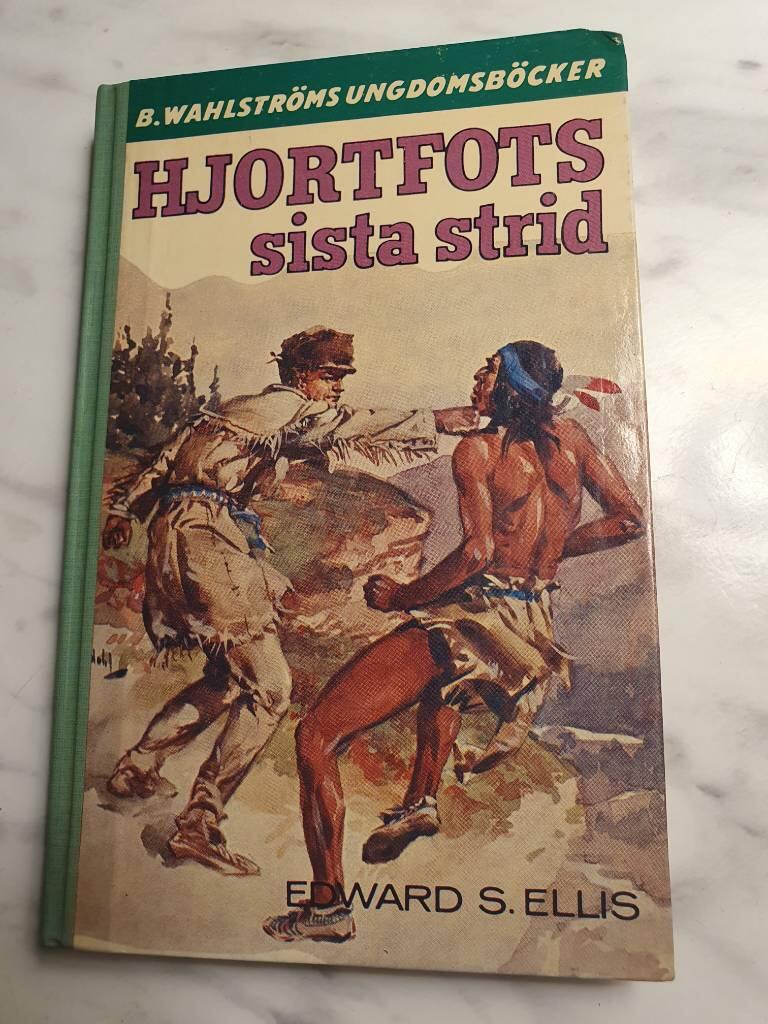 B. WAHLSTRÖMS UNGDOMSBÖCKER
HJORTFOTS
sista strid
EDWARD S. ELLIS